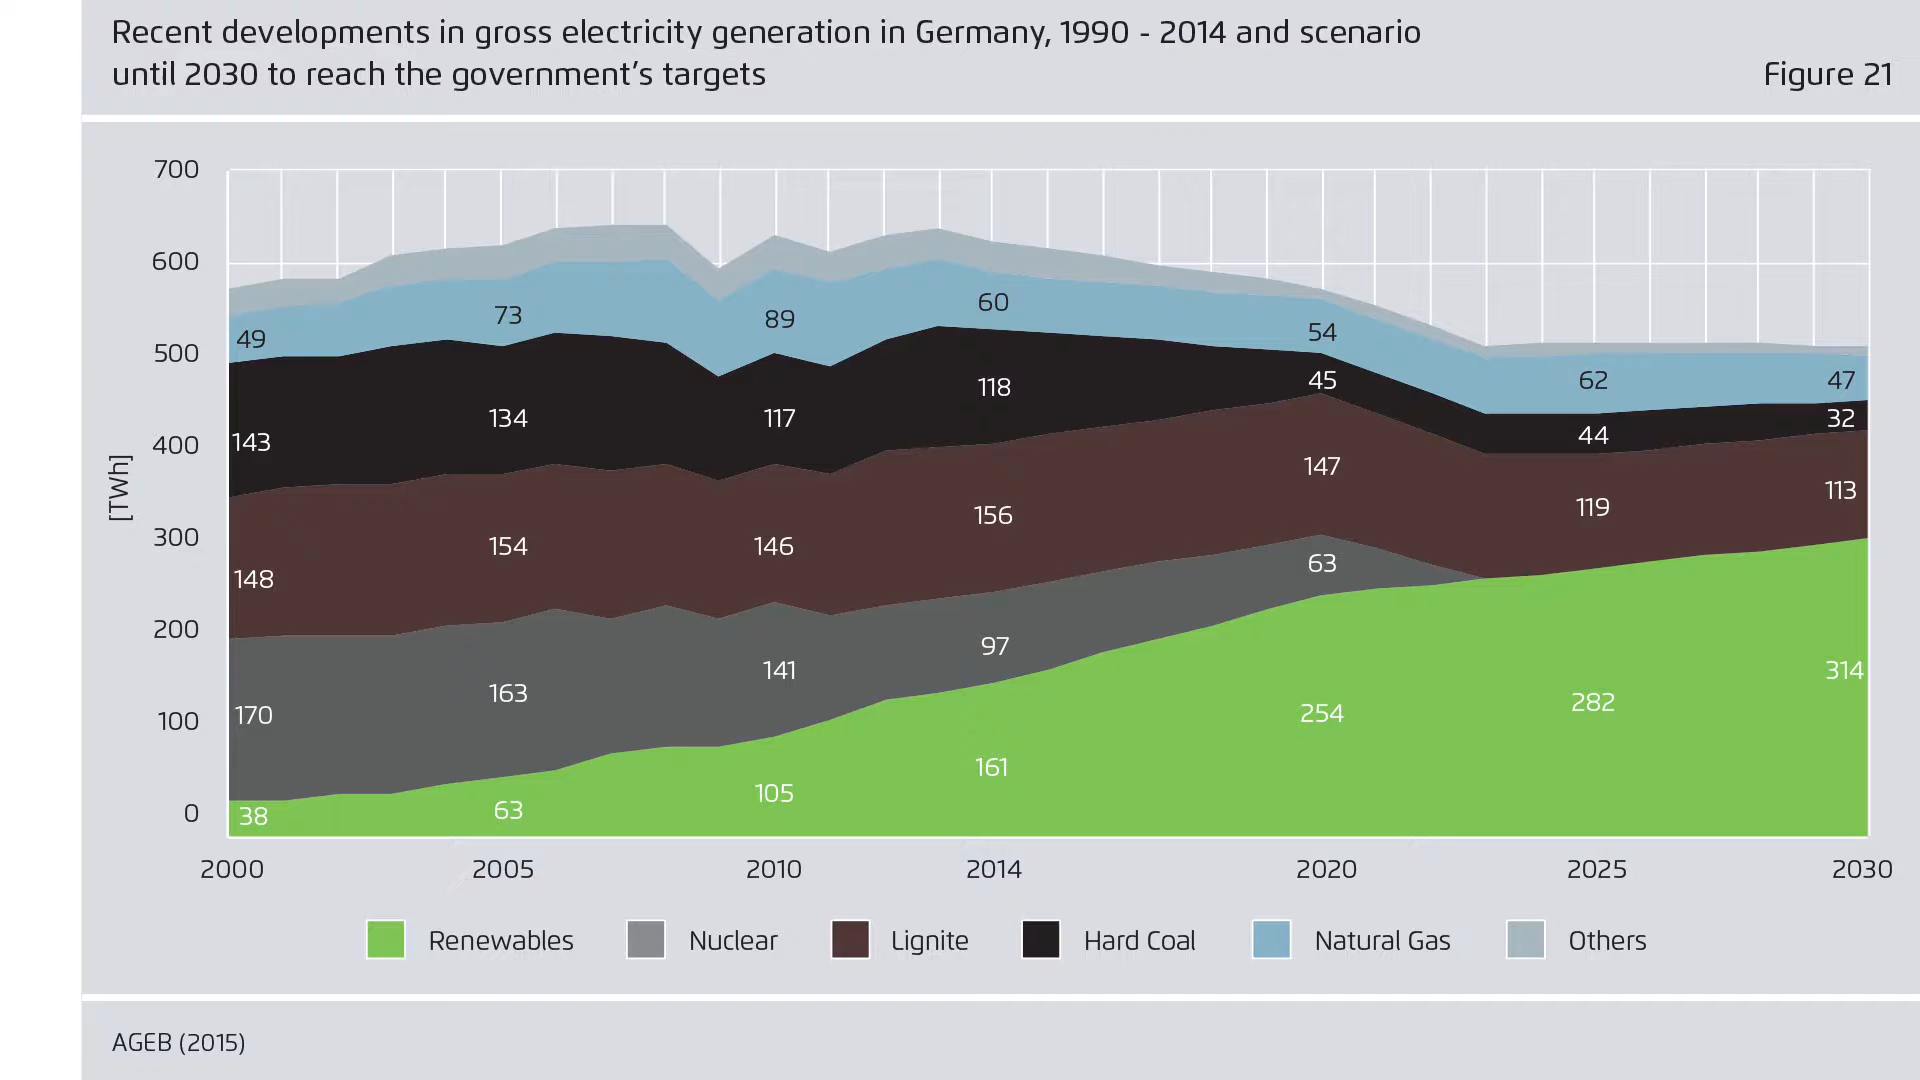 Recent developments in gross electricity generation in Germany, 1990 - 2014 and scenario
until 2030 to reach the government's targets
Figure 21
700
600
500
400
300
200
100
0
[TWh]
49 73 89 60 54 62 47
143 134 117 118 45 44 32
148 154 146 156 147 119 113
170 163 141 97 63
38 63 105 161 254 282 314
2000 2005 2010 2014 2020 2025 2030
Renewables Nuclear Lignite Hard Coal Natural Gas Others
AGEB (2015)